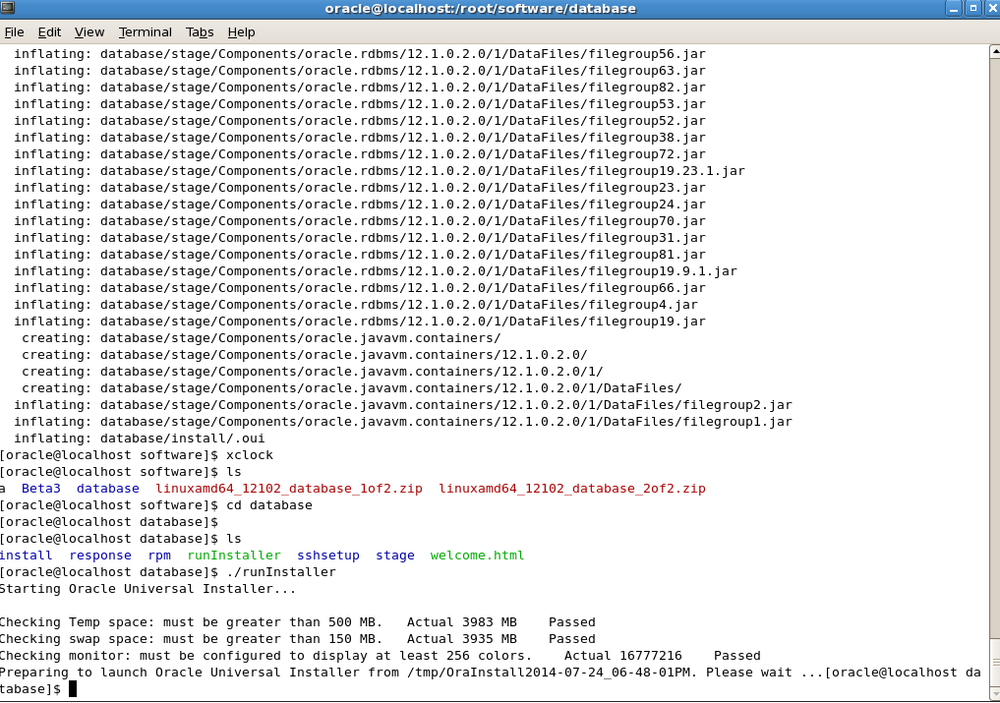 oracle@localhost:/root/software/database
File Edit View Terminal Tabs Help
inflating: database/stage/Components/oracle.rdbms/12.1.0.2.0/1/DataFiles/filegroup56.jar
inflating: database/stage/Components/oracle.rdbms/12.1.0.2.0/1/DataFiles/filegroup63.jar
inflating: database/stage/Components/oracle.rdbms/12.1.0.2.0/1/DataFiles/filegroup82.jar
inflating: database/stage/Components/oracle.rdbms/12.1.0.2.0/1/DataFiles/filegroup53.jar
inflating: database/stage/Components/oracle.rdbms/12.1.0.2.0/1/DataFiles/filegroup52.jar
inflating: database/stage/Components/oracle.rdbms/12.1.0.2.0/1/DataFiles/filegroup38.jar
inflating: database/stage/Components/oracle.rdbms/12.1.0.2.0/1/DataFiles/filegroup72.jar
inflating: database/stage/Components/oracle.rdbms/12.1.0.2.0/1/DataFiles/filegroup19.23.1.jar
inflating: database/stage/Components/oracle.rdbms/12.1.0.2.0/1/DataFiles/filegroup23.jar
inflating: database/stage/Components/oracle.rdbms/12.1.0.2.0/1/DataFiles/filegroup24.jar
inflating: database/stage/Components/oracle.rdbms/12.1.0.2.0/1/DataFiles/filegroup70.jar
inflating: database/stage/Components/oracle.rdbms/12.1.0.2.0/1/DataFiles/filegroup31.jar
inflating: database/stage/Components/oracle.rdbms/12.1.0.2.0/1/DataFiles/filegroup81.jar
inflating: database/stage/Components/oracle.rdbms/12.1.0.2.0/1/DataFiles/filegroup19.9.1.jar
inflating: database/stage/Components/oracle.rdbms/12.1.0.2.0/1/DataFiles/filegroup66.jar
inflating: database/stage/Components/oracle.rdbms/12.1.0.2.0/1/DataFiles/filegroup4.jar
inflating: database/stage/Components/oracle.rdbms/12.1.0.2.0/1/DataFiles/filegroup19.jar
creating: database/stage/Components/oracle.javavm.containers/
creating: database/stage/Components/oracle.javavm.containers/12.1.0.2.0/
creating: database/stage/Components/oracle.javavm.containers/12.1.0.2.0/1/
creating: database/stage/Components/oracle.javavm.containers/12.1.0.2.0/1/DataFiles/
inflating: database/stage/Components/oracle.javavm.containers/12.1.0.2.0/1/DataFiles/filegroup2.jar
inflating: database/stage/Components/oracle.javavm.containers/12.1.0.2.0/1/DataFiles/filegroup1.jar
inflating: database/install/.oui
[oracle@localhost software]$ xclock
[oracle@localhost software]$ ls
a Beta3 database linuxamd64_12102_database_1of2.zip linuxamd64_12102_database_2of2.zip
[oracle@localhost software]$ cd database
[oracle@localhost database]$
[oracle@localhost database]$ ls
install response rpm runInstaller sshsetup stage welcome.html
[oracle@localhost database]$ ./runInstaller
Starting Oracle Universal Installer...
Checking Temp space: must be greater than 500 MB. Actual 3983 MB Passed
Checking swap space: must be greater than 150 MB. Actual 3935 MB Passed
Checking monitor: must be configured to display at least 256 colors. Actual 16777216 Passed
Preparing to launch Oracle Universal Installer from /tmp/OraInstall2014-07-24_06-48-01PM. Please wait ...[oracle@localhost da
tabase]$